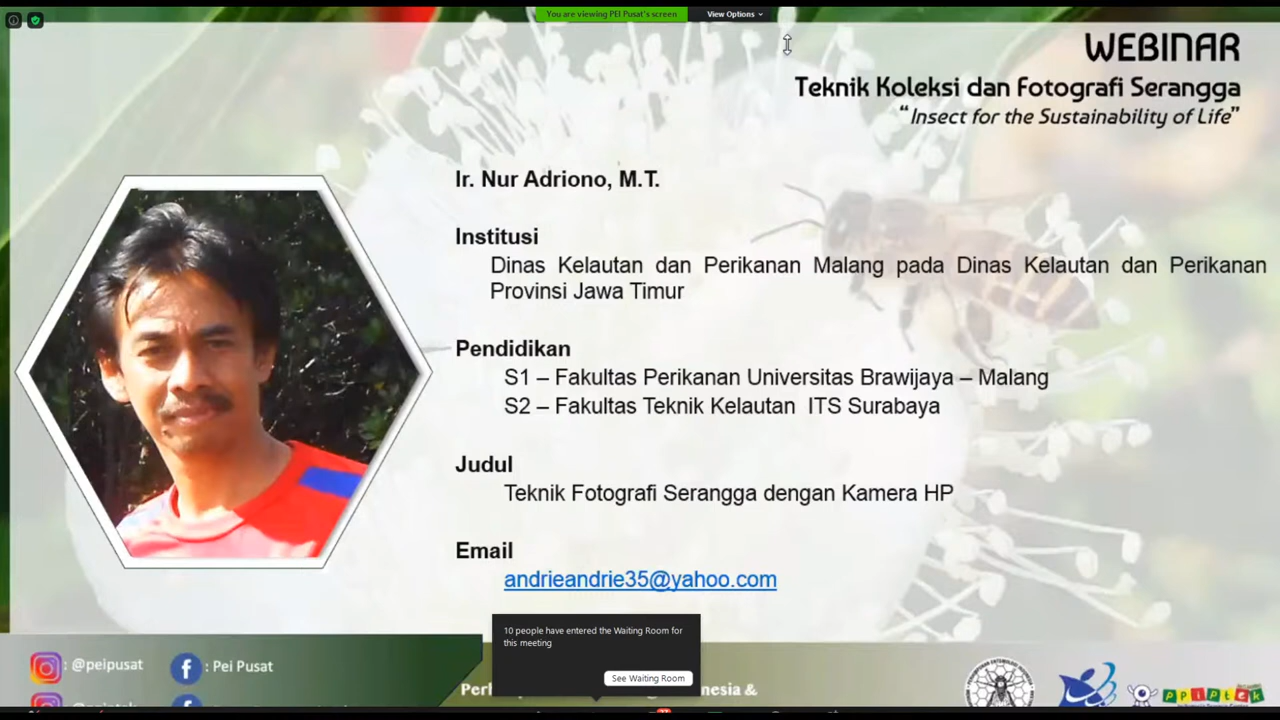 You are viewing PEI Pusat's screen
View Options
WEBINAR
Teknik Koleksi dan Fotografi Serangga
“Insect for the Sustainability of Life”
Ir. Nur Adriono, M.T.
Institusi
Dinas Kelautan dan Perikanan Malang pada Dinas Kelautan dan Perikanan
Provinsi Jawa Timur
Pendidikan
S1 – Fakultas Perikanan Universitas Brawijaya – Malang
S2 – Fakultas Teknik Kelautan ITS Surabaya
Judul
Teknik Fotografi Serangga dengan Kamera HP
Email
andrieandrie35@yahoo.com
10 people have entered the Waiting Room for
this meeting
See Waiting Room
: @peipusat
: Pei Pusat
ppiptek